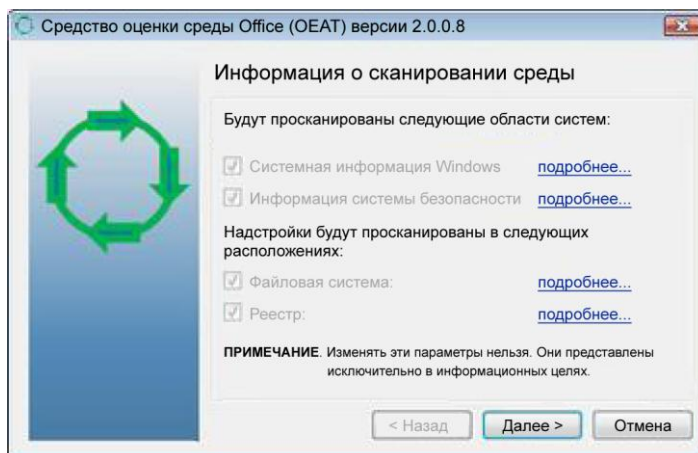 Средство оценки среды Office (OEAT) версии 2.0.0.8
Информация о сканировании среды
Будут просканированы следующие области систем:
Системная информация Windows подробнее...
Информация системы безопасности подробнее...
Надстройки будут просканированы в следующих
расположениях:
Файловая система: подробнее...
Реестр: подробнее...
ПРИМЕЧАНИЕ. Изменять эти параметры нельзя. Они представлены
исключительно в информационных целях.
< Назад Далее > Отмена